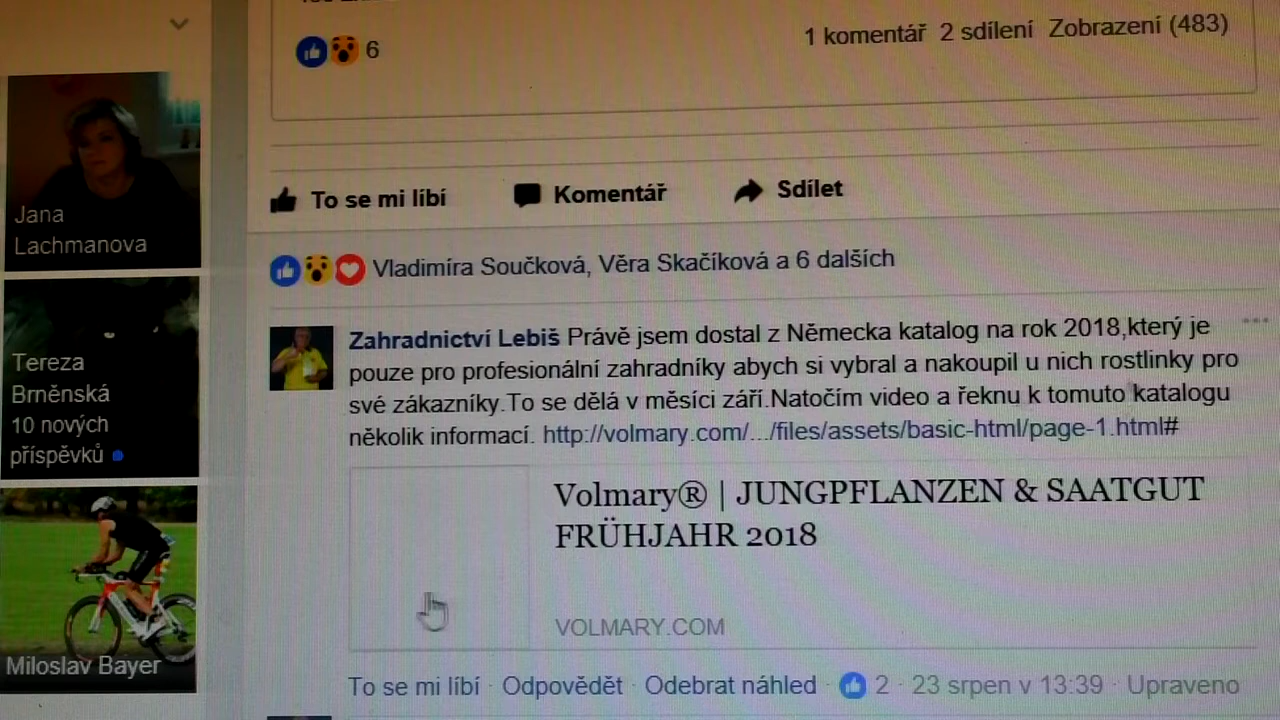 6
1 komentář 2 sdílení Zobrazení (483)
To se mi líbí Komentář Sdílet
Vladimíra Součková, Věra Skačíková a 6 dalších
Zahradnictví Lebiš Právě jsem dostal z Německa katalog na rok 2018,který je
pouze pro profesionální zahradníky abych si vybral a nakoupil u nich rostlinky pro
své zákazníky.To se dělá v měsíci září.Natočím video a řeknu k tomuto katalogu
několik informací. http://volmary.com/.../files/assets/basic-html/page-1.html#
Volmary® | JUNGPFLANZEN & SAATGUT
FRÜHJAHR 2018
VOLMARY.COM
To se mi líbí · Odpovědět · Odebrat náhled · 2 · 23 srpen v 13:39 · Upraveno
Jana
Lachmanova
Tereza
Brněnská
10 nových
příspěvků
Miloslav Bayer